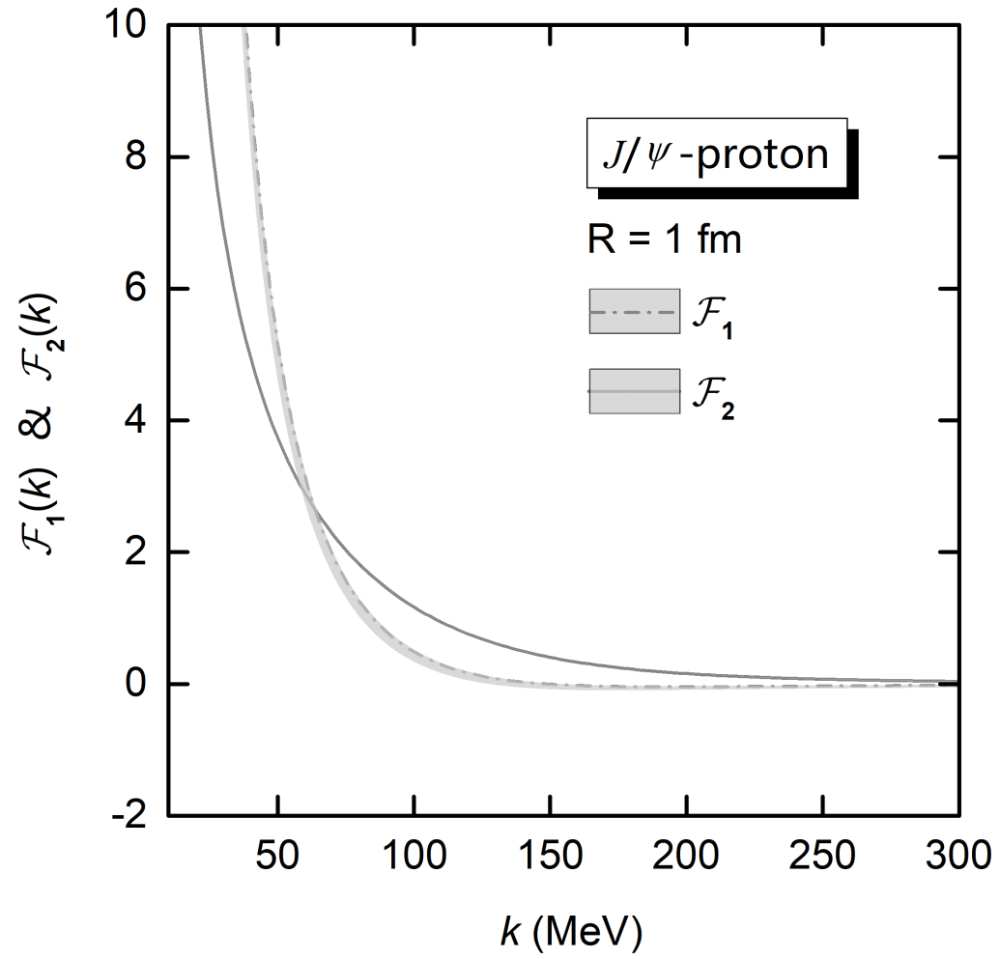 10
8
6
4
2
0
-2
ℱ₁(k) & ℱ₂(k)
J/ψ-proton
R = 1 fm
ℱ₁
ℱ₂
50 100 150 200 250 300
k (MeV)